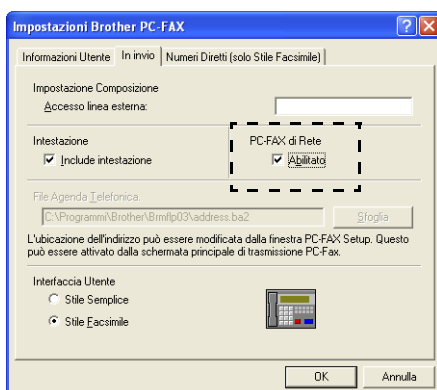 Impostazioni Brother PC-FAX
Informazioni Utente In invio Numeri Diretti (solo Stile Facsimile)
Impostazione Composizione
Accesso linea esterna:
Intestazione PC-FAX di Rete
Include intestazione Abilitato
File Agenda Telefonica.
C:\Programmi\Brother\Brmflp03\address.ba2 Sfoglia
L'ubicazione dell'indirizzo può essere modificata dalla finestra PC-FAX Setup. Questo
può essere attivato dalla schermata principale di trasmissione PC-Fax.
Interfaccia Utente
Stile Semplice
Stile Facsimile
OK Annulla